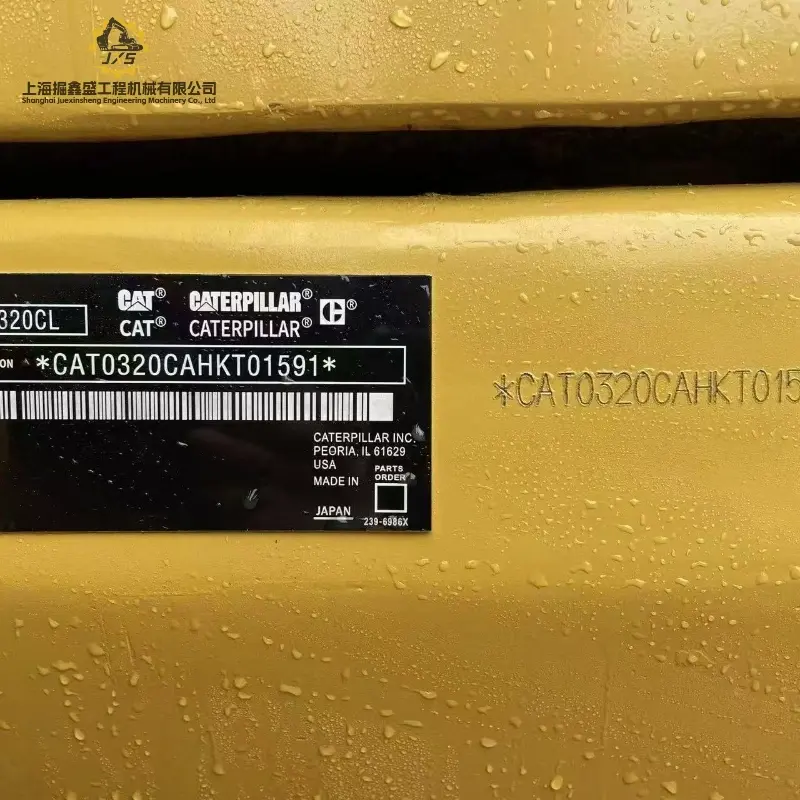 JXS
上海掘鑫盛工程机械有限公司
Shanghai Juexinsheng Engineering Machinery Co., Ltd
320CL
CAT® CATERPILLAR® ®
CAT® CATERPILLAR®
ON *CAT0320CAHKT01591*
*CAT0320CAHKT015
CATERPILLAR INC.
PEORIA, IL 61629
USA
MADE IN
JAPAN
PARTS
ORDER
239-6986X